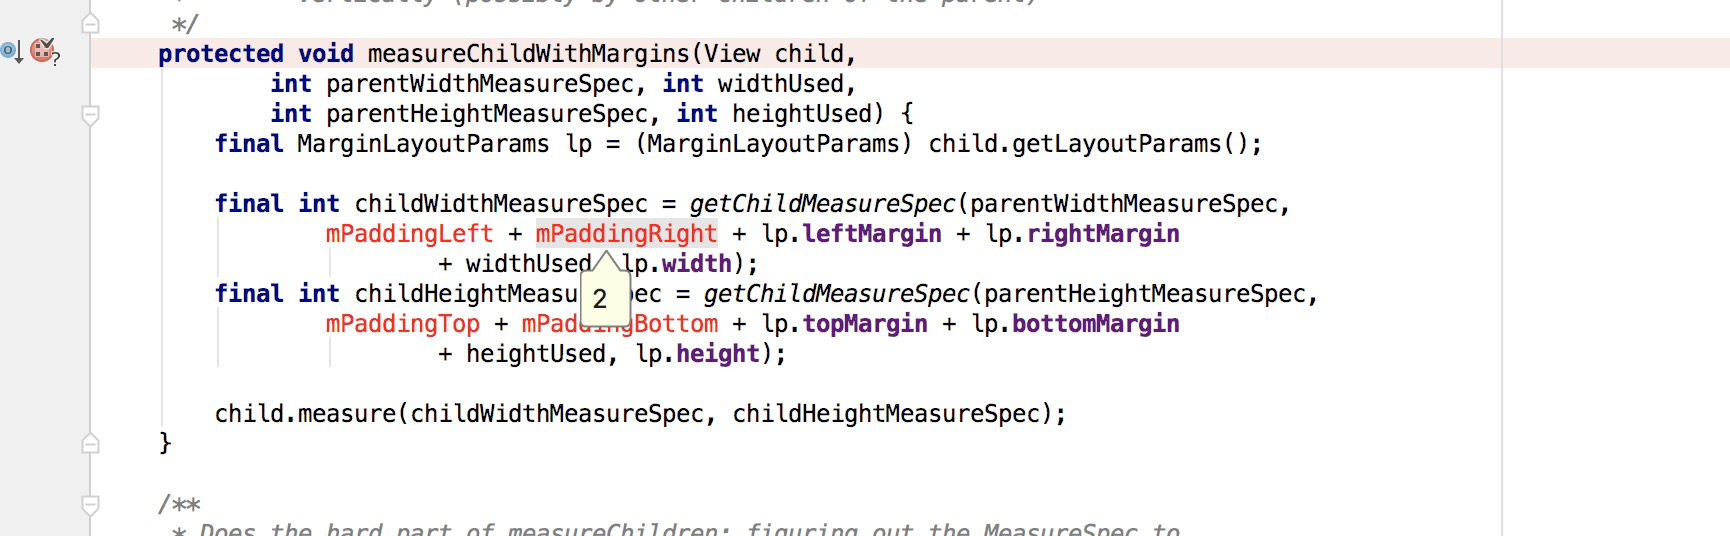 * vertically (possibly by other children of the parent)
*/
protected void measureChildWithMargins(View child,
int parentWidthMeasureSpec, int widthUsed,
int parentHeightMeasureSpec, int heightUsed) {
final MarginLayoutParams lp = (MarginLayoutParams) child.getLayoutParams();
final int childWidthMeasureSpec = getChildMeasureSpec(parentWidthMeasureSpec,
mPaddingLeft + mPaddingRight + lp.leftMargin + lp.rightMargin
+ widthUsed lp.width);
final int childHeightMeasu ec = getChildMeasureSpec(parentHeightMeasureSpec,
2
mPaddingTop + mPaddingBottom + lp.topMargin + lp.bottomMargin
+ heightUsed, lp.height);
child.measure(childWidthMeasureSpec, childHeightMeasureSpec);
}
/**
* Does the hard part of measureChildren: figuring out the MeasureSpec to